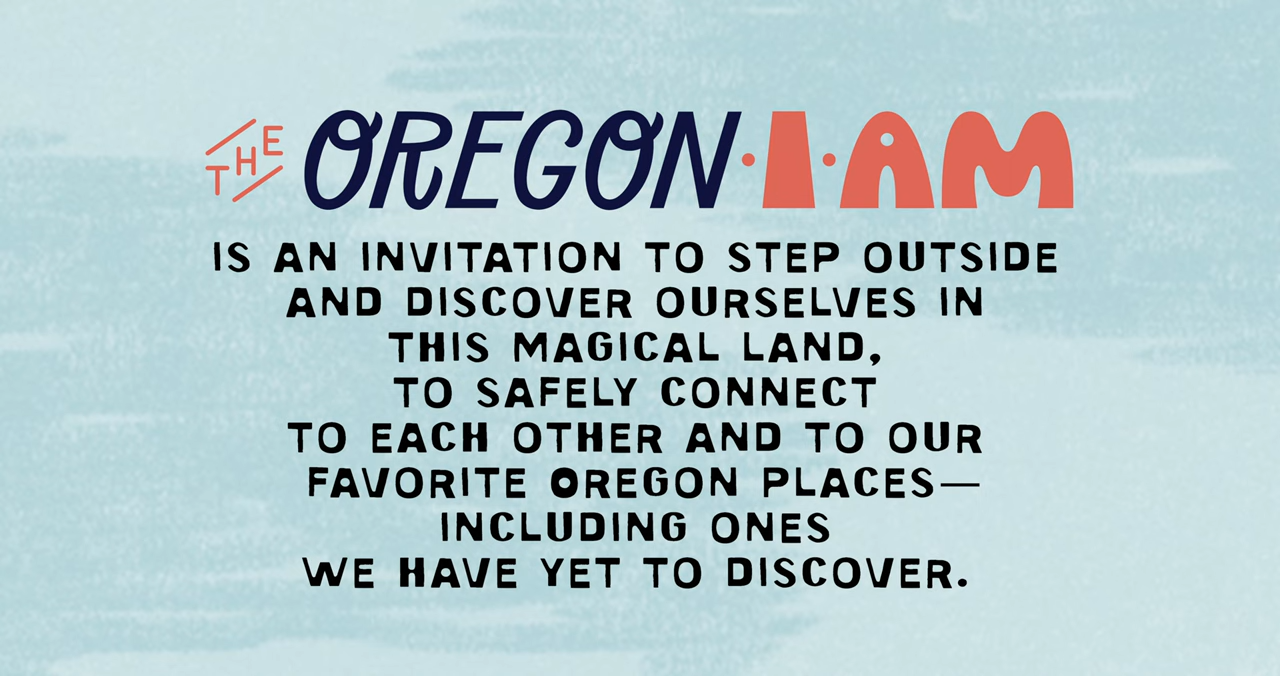 THE OREGON·I·AM
IS AN INVITATION TO STEP OUTSIDE
AND DISCOVER OURSELVES IN
THIS MAGICAL LAND,
TO SAFELY CONNECT
TO EACH OTHER AND TO OUR
FAVORITE OREGON PLACES—
INCLUDING ONES
WE HAVE YET TO DISCOVER.